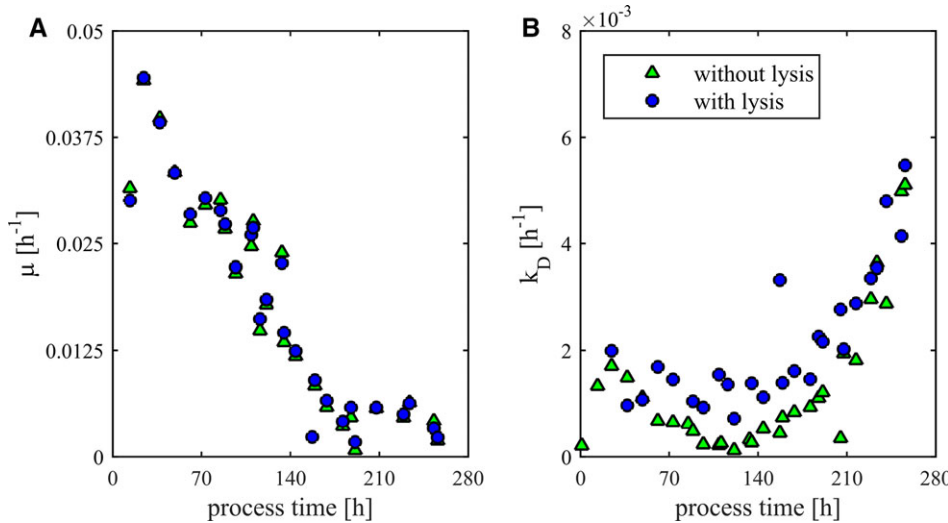 A
0.05
0.0375
0.025
0.0125
0
μ [h⁻¹]
0 70 140 210 280
process time [h]
B
×10⁻³
8
6
4
2
0
k_D [h⁻¹]
without lysis
with lysis
0 70 140 210 280
process time [h]